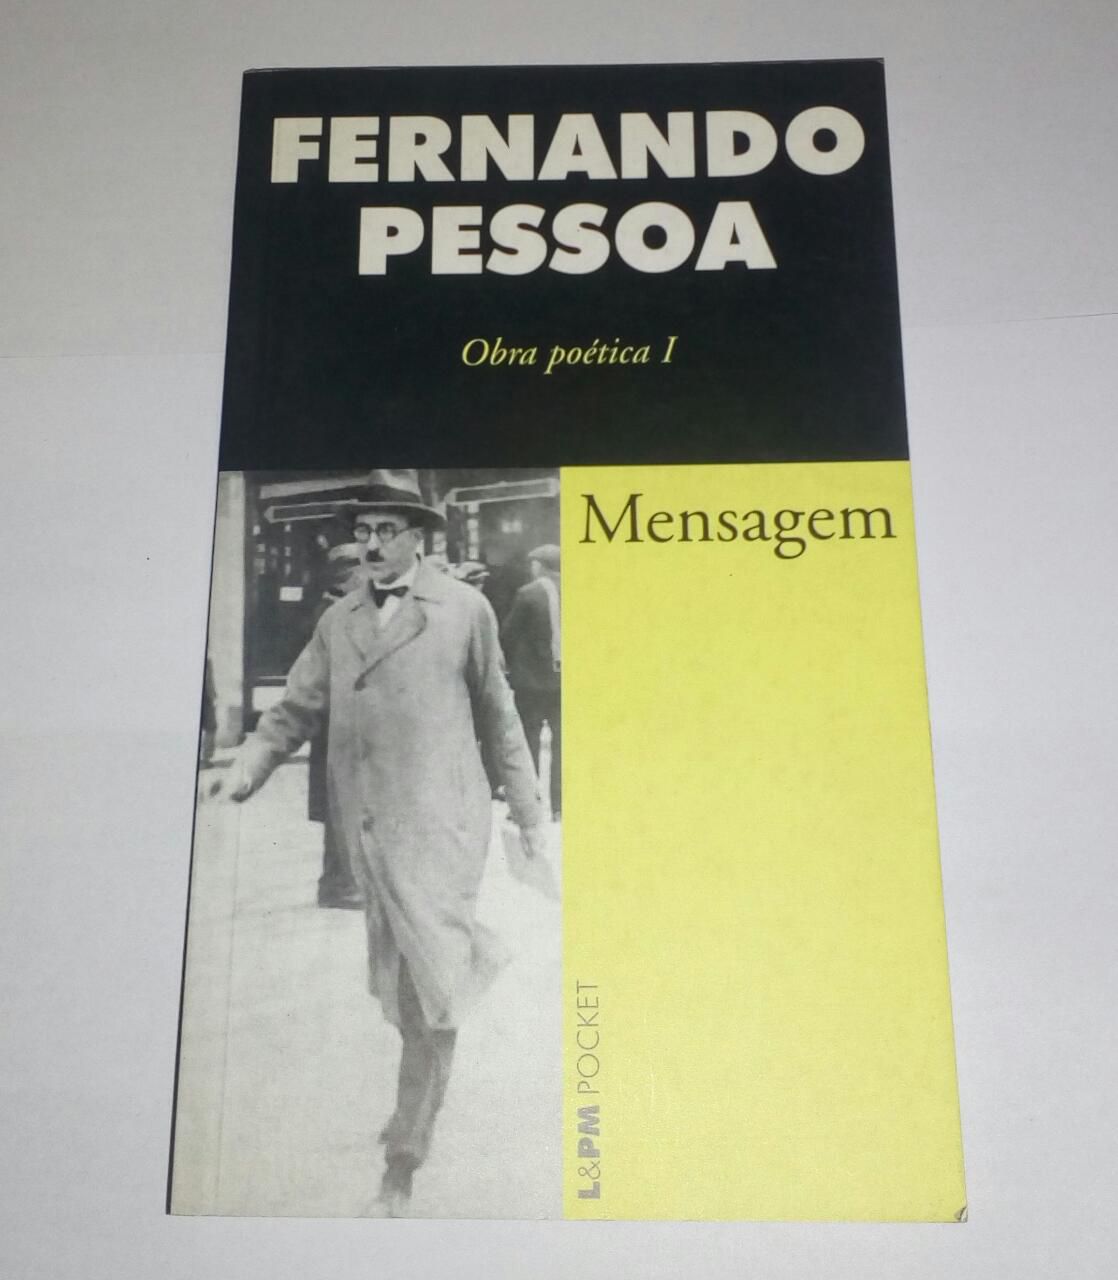 FERNANDO
PESSOA
Obra poética I
Mensagem
L&PM POCKET